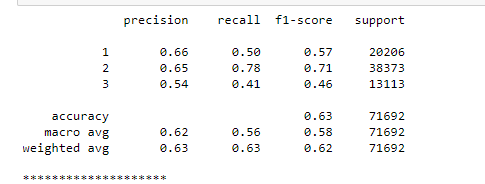 precision recall f1-score support
1 0.66 0.50 0.57 20206
2 0.65 0.78 0.71 38373
3 0.54 0.41 0.46 13113
accuracy 0.63 71692
macro avg 0.62 0.56 0.58 71692
weighted avg 0.63 0.63 0.62 71692
********************